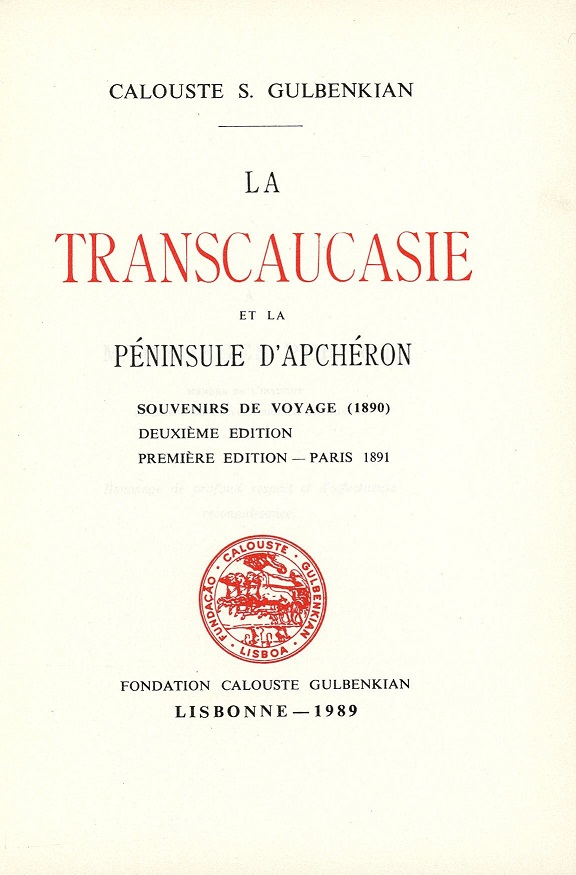 CALOUSTE S. GULBENKIAN
LA
TRANSCAUCASIE
ET LA
PÉNINSULE D'APCHÉRON
SOUVENIRS DE VOYAGE (1890)
DEUXIÈME EDITION
PREMIÈRE EDITION — PARIS 1891
FUNDAÇÃO · CALOUSTE · GULBENKIAN · LISBOA ·
FONDATION CALOUSTE GULBENKIAN
LISBONNE — 1989